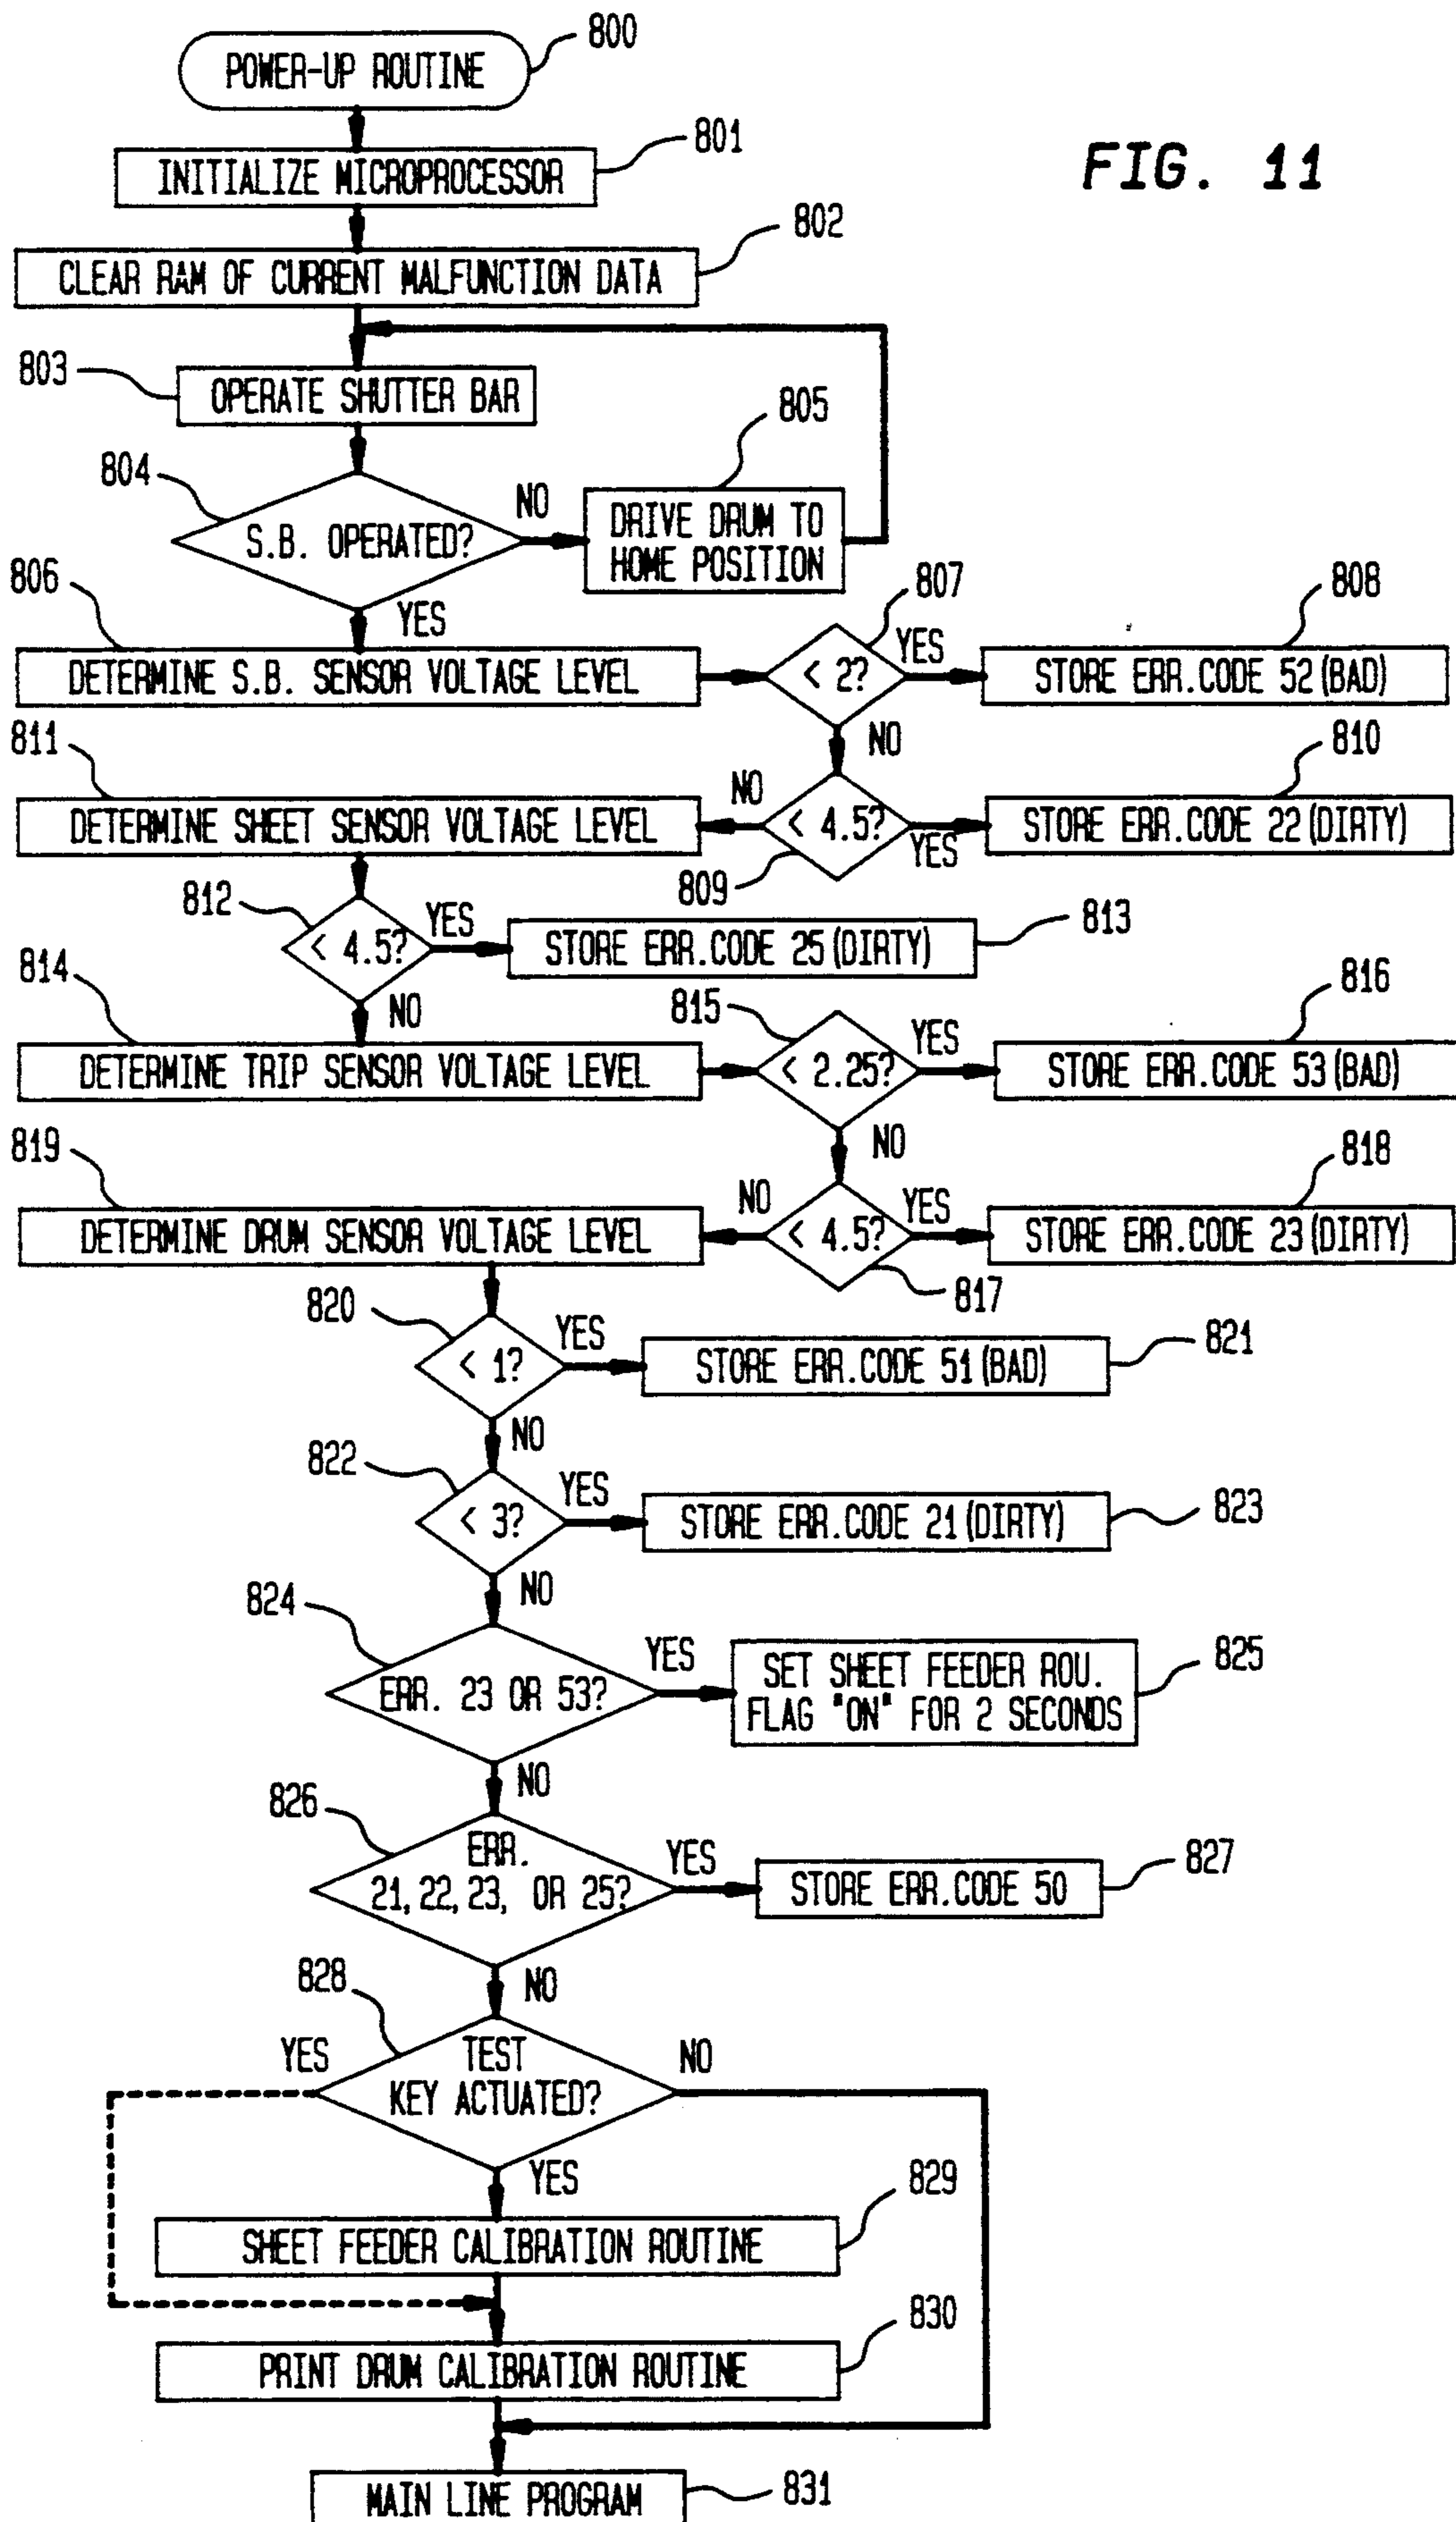 800
POWER-UP ROUTINE
801
FIG. 11
INITIALIZE MICROPROCESSOR
802
CLEAR RAM OF CURRENT MALFUNCTION DATA
803
OPERATE SHUTTER BAR
805
804
NO
S.B. OPERATED?
DRIVE DRUM TO
HOME POSITION
806
YES
807
808
DETERMINE S.B. SENSOR VOLTAGE LEVEL
< 2?
YES
STORE ERR.CODE 52 (BAD)
811
NO
810
DETERMINE SHEET SENSOR VOLTAGE LEVEL
NO
< 4.5?
YES
STORE ERR.CODE 22 (DIRTY)
809
812
< 4.5?
YES
STORE ERR.CODE 25 (DIRTY)
813
814
NO
815
816
DETERMINE TRIP SENSOR VOLTAGE LEVEL
< 2.25?
YES
STORE ERR.CODE 53 (BAD)
819
NO
818
DETERMINE DRUM SENSOR VOLTAGE LEVEL
NO
< 4.5?
YES
STORE ERR.CODE 23 (DIRTY)
817
820
< 1?
YES
STORE ERR.CODE 51 (BAD)
821
NO
822
< 3?
YES
STORE ERR.CODE 21 (DIRTY)
823
NO
824
ERR. 23 OR 53?
YES
SET SHEET FEEDER ROU.
FLAG "ON" FOR 2 SECONDS
825
NO
826
ERR.
21, 22, 23, OR 25?
YES
STORE ERR.CODE 50
827
NO
828
YES
TEST
KEY ACTUATED?
NO
YES
829
SHEET FEEDER CALIBRATION ROUTINE
830
PRINT DRUM CALIBRATION ROUTINE
MAIN LINE PROGRAM
831